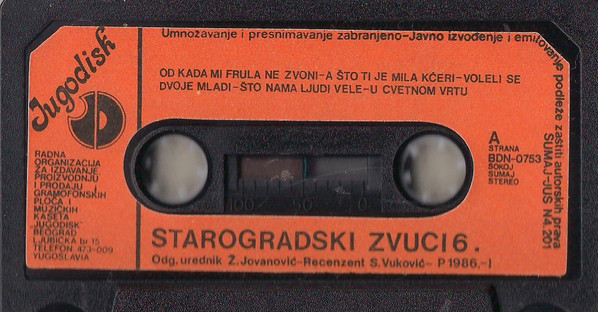 Umnožavanje i presnimavanje zabranjeno-Javno izvođenje i emitovanje podleže zaštiti autorskih prava
SUMAJ-JUS N4.201
Jugodisk
OD KADA MI FRULA NE ZVONI-A ŠTO TI JE MILA KĆERI-VOLELI SE
DVOJE MLADI-ŠTO NAMA LJUDI VELE-U CVETNOM VRTU
A
STRANA
BDN-0753
SOKOJ
SUMAJ
STEREO
RADNA
ORGANIZACIJA
ZA IZDAVANJE
PROIZVODNJU
I PRODAJU
GRAMOFONSKIH
PLOČA I
MUZIČKIH
KASETA
"JUGODISK"
BEOGRAD
LJUBIČKA br 15
TELEFON 473-009
YUGOSLAVIA
100 50 0
STAROGRADSKI ZVUCI 6.
Odg. urednik Ž. Jovanović-Recenzent S. Vuković- P 1986,-I